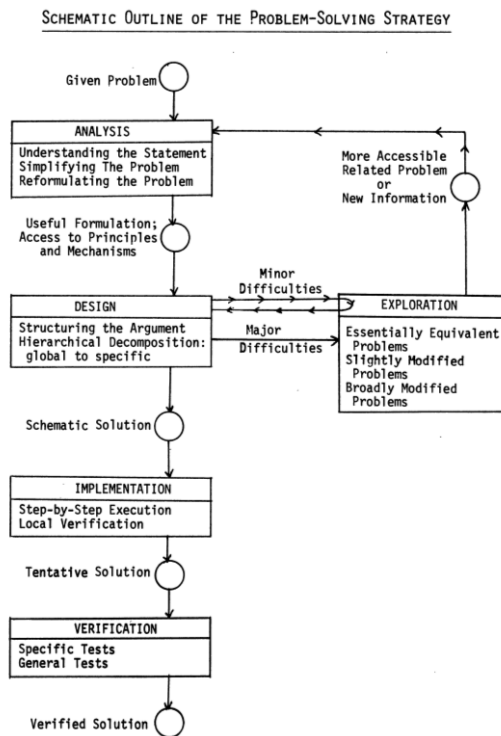 SCHEMATIC OUTLINE OF THE PROBLEM-SOLVING STRATEGY
Given Problem
ANALYSIS
Understanding the Statement
Simplifying The Problem
Reformulating the Problem
More Accessible
Related Problem
or
New Information
Useful Formulation;
Access to Principles
and Mechanisms
Minor
Difficulties
DESIGN
Structuring the Argument
Hierarchical Decomposition:
global to specific
Major
Difficulties
EXPLORATION
Essentially Equivalent
Problems
Slightly Modified
Problems
Broadly Modified
Problems
Schematic Solution
IMPLEMENTATION
Step-by-Step Execution
Local Verification
Tentative Solution
VERIFICATION
Specific Tests
General Tests
Verified Solution